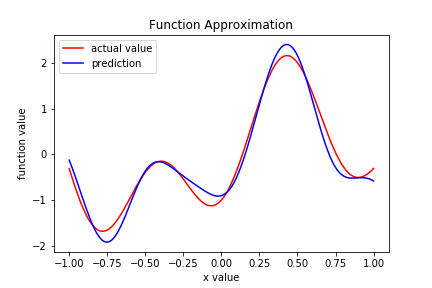 Function Approximation
actual value
prediction
function value
2
1
0
−1
−2
−1.00 −0.75 −0.50 −0.25 0.00 0.25 0.50 0.75 1.00
x value